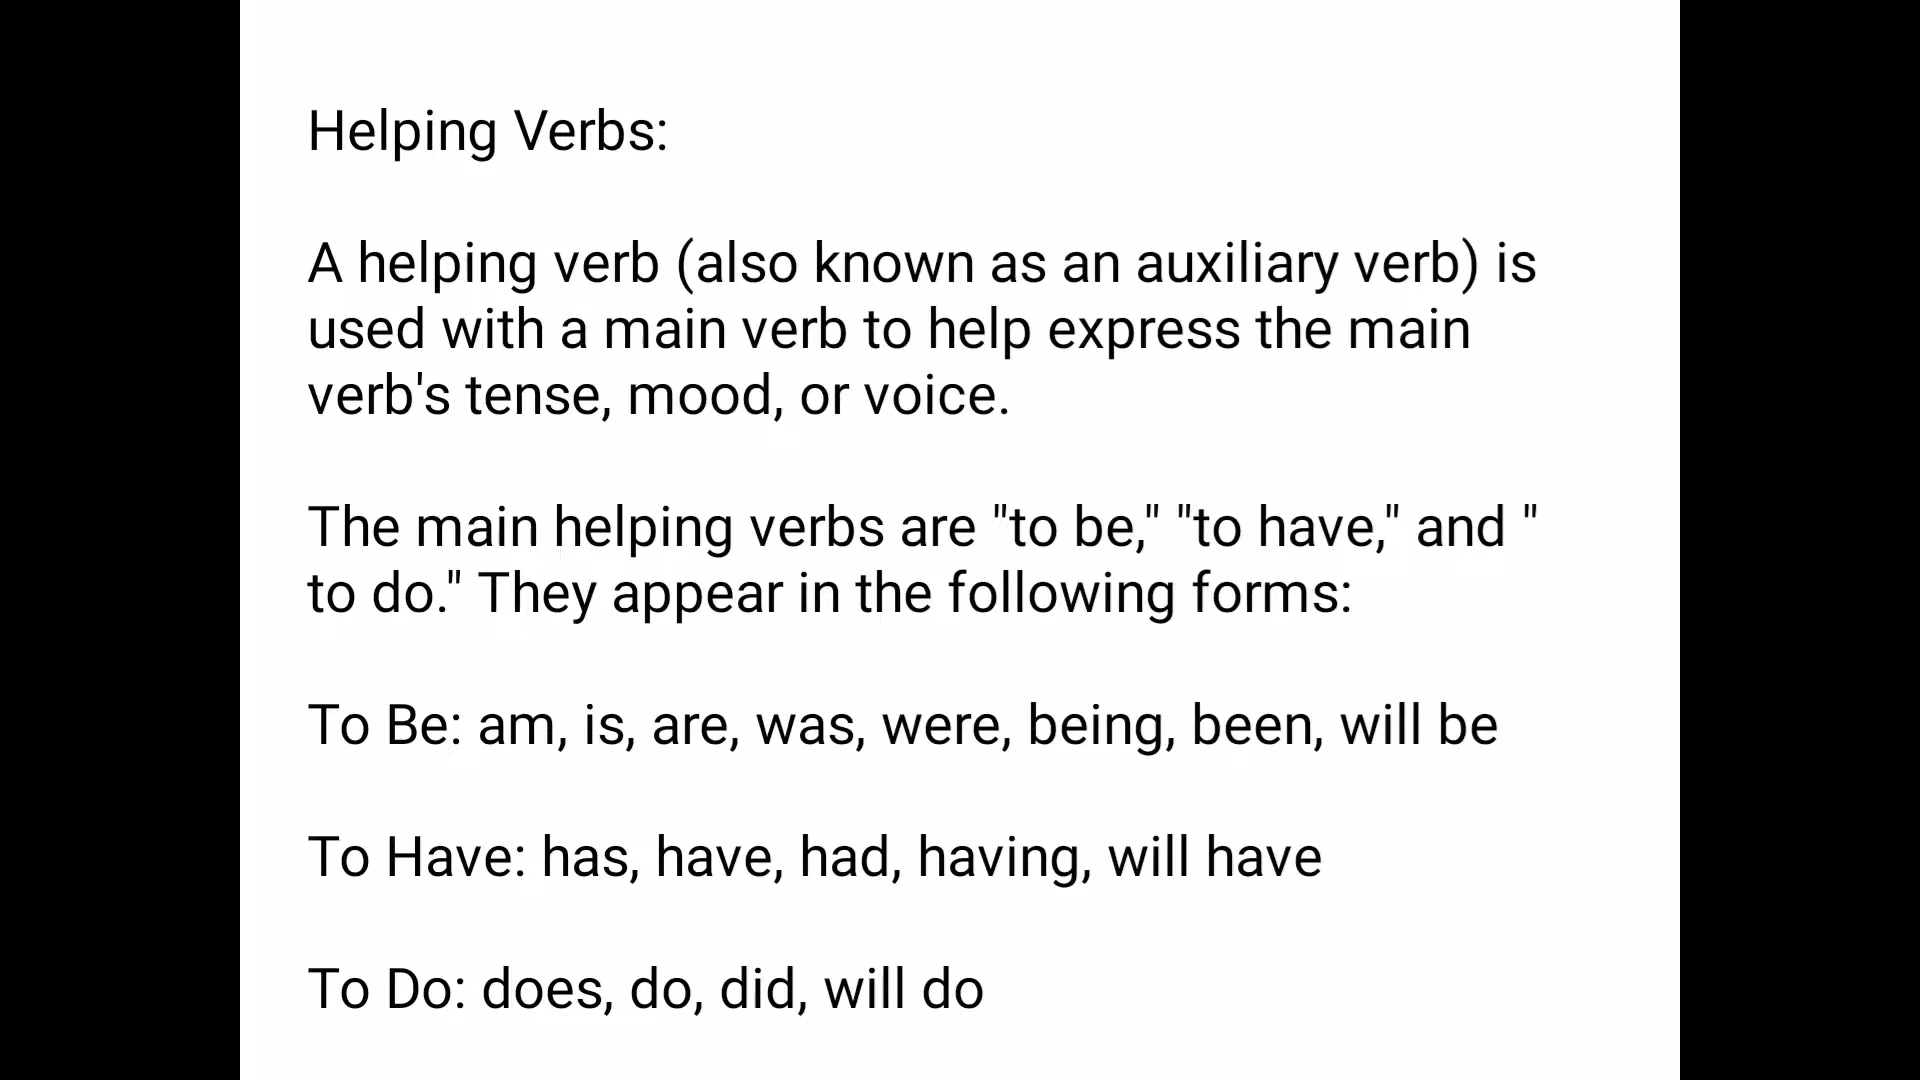 Helping Verbs:
A helping verb (also known as an auxiliary verb) is
used with a main verb to help express the main
verb's tense, mood, or voice.
The main helping verbs are "to be," "to have," and "
to do." They appear in the following forms:
To Be: am, is, are, was, were, being, been, will be
To Have: has, have, had, having, will have
To Do: does, do, did, will do